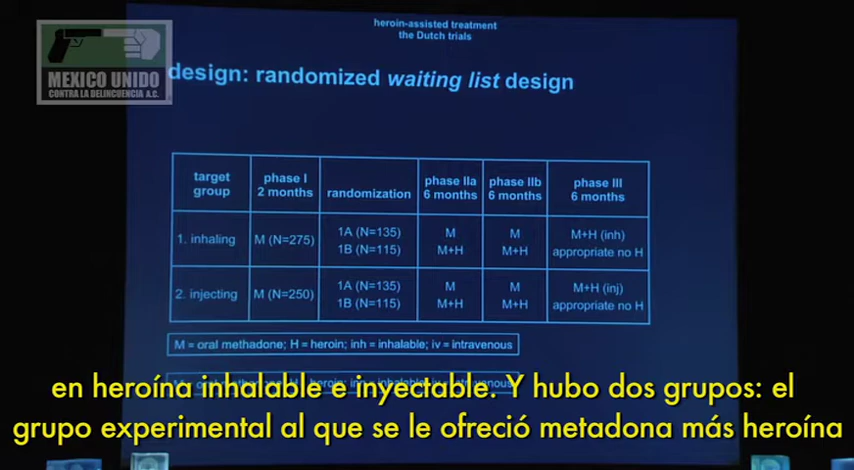 MEXICO UNIDO
CONTRA LA DELINCUENCIA A.C.
heroin-assisted treatment
the Dutch trials
design: randomized waiting list design
target group | phase I 2 months | randomization | phase IIa 6 months | phase IIb 6 months | phase III 6 months
1. inhaling | M (N=275) | 1A (N=135) | M | M | M+H (inh)
1B (N=115) | M+H | M+H | appropriate no H
2. injecting | M (N=250) | 1A (N=135) | M | M | M+H (inj)
1B (N=115) | M+H | M+H | appropriate no H
M = oral methadone; H = heroin; inh = inhalable; iv = intravenous
en heroína inhalable e inyectable. Y hubo dos grupos: el
grupo experimental al que se le ofreció metadona más heroína